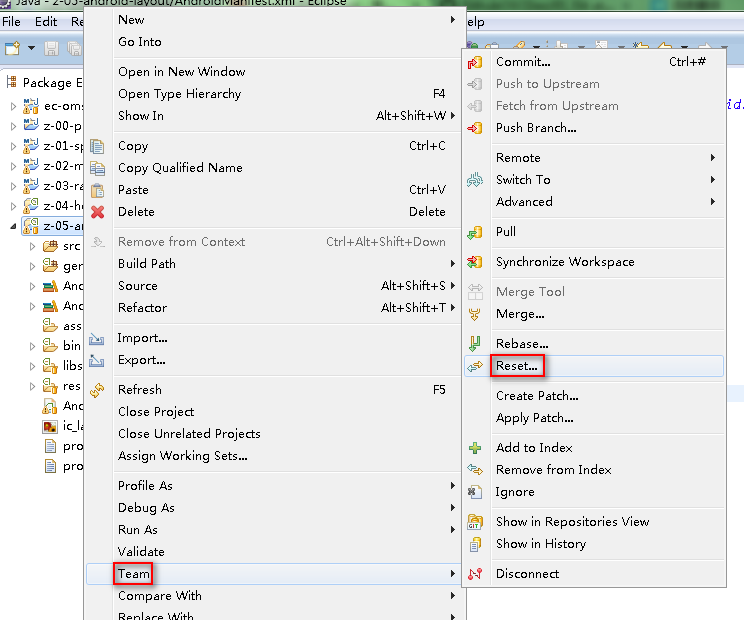 Java - z-05-android-layout/AndroidManifest.xml - Eclipse
File Edit Re
elp
Package E
ec-oms
z-00-p
z-01-sp
z-02-m
z-03-ra
z-04-he
z-05-an
src
ger
And
And
ass
bin
libs
res
And
ic_la
pro
pro
id.
New
Go Into
Open in New Window
Open Type Hierarchy F4
Show In Alt+Shift+W
Copy Ctrl+C
Copy Qualified Name
Paste Ctrl+V
Delete Delete
Remove from Context Ctrl+Alt+Shift+Down
Build Path
Source Alt+Shift+S
Refactor Alt+Shift+T
Import...
Export...
Refresh F5
Close Project
Close Unrelated Projects
Assign Working Sets...
Profile As
Debug As
Run As
Validate
Team
Compare With
Replace With
Commit... Ctrl+#
Push to Upstream
Fetch from Upstream
Push Branch...
Remote
Switch To
Advanced
Pull
Synchronize Workspace
Merge Tool
Merge...
Rebase...
Reset...
Create Patch...
Apply Patch...
Add to Index
Remove from Index
Ignore
GIT Show in Repositories View
Show in History
Disconnect